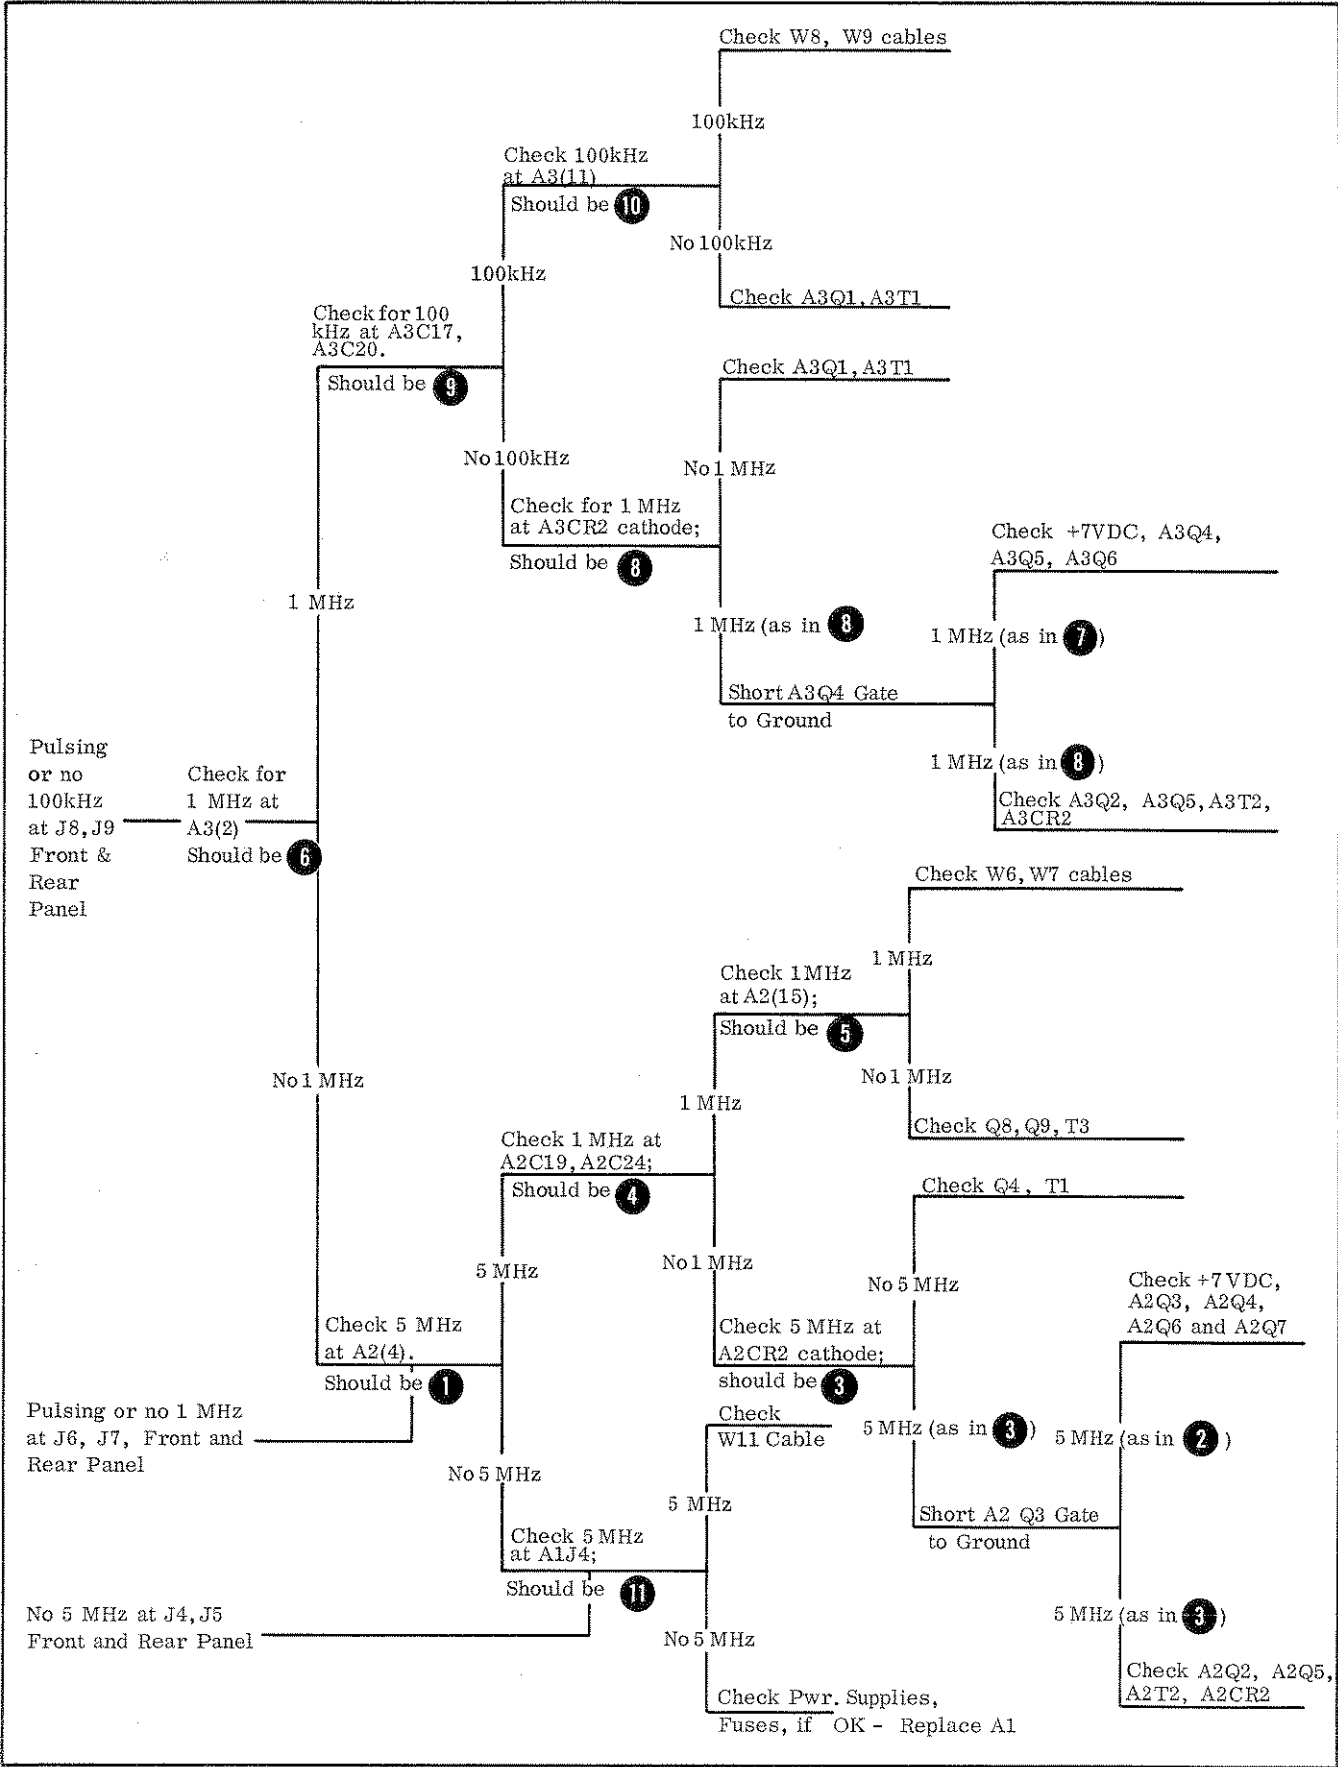 Check W8, W9 cables
100kHz
Check 100kHz
at A3(11)
Should be 10
No 100kHz
100kHz
Check A3Q1, A3T1
Check for 100
kHz at A3C17,
A3C20.
Should be 9
Check A3Q1, A3T1
No 100kHz
No 1 MHz
Check for 1 MHz
at A3CR2 cathode;
Should be 8
Check +7VDC, A3Q4,
A3Q5, A3Q6
1 MHz
1 MHz (as in 8
1 MHz (as in 7)
Short A3Q4 Gate
to Ground
1 MHz (as in 8)
Check A3Q2, A3Q5, A3T2,
A3CR2
Pulsing
or no
100kHz
at J8, J9
Front &
Rear
Panel
Check for
1 MHz at
A3(2)
Should be 6
Check W6, W7 cables
1 MHz
Check 1MHz
at A2(15);
Should be 5
No 1 MHz
No 1 MHz
1 MHz
Check Q8, Q9, T3
Check 1 MHz at
A2C19, A2C24;
Should be 4
Check Q4, T1
No 1 MHz
5 MHz
No 5 MHz
Check +7VDC,
A2Q3, A2Q4,
A2Q6 and A2Q7
Check 5 MHz
at A2(4).
Should be 1
Check 5 MHz at
A2CR2 cathode;
should be 3
Pulsing or no 1 MHz
at J6, J7, Front and
Rear Panel
Check
W11 Cable
5 MHz (as in 3)
5 MHz (as in 2)
No 5 MHz
5 MHz
Short A2 Q3 Gate
to Ground
Check 5 MHz
at A1J4;
Should be 11
No 5 MHz at J4, J5
Front and Rear Panel
5 MHz (as in 3)
No 5 MHz
Check A2Q2, A2Q5,
A2T2, A2CR2
Check Pwr. Supplies,
Fuses, if OK - Replace A1